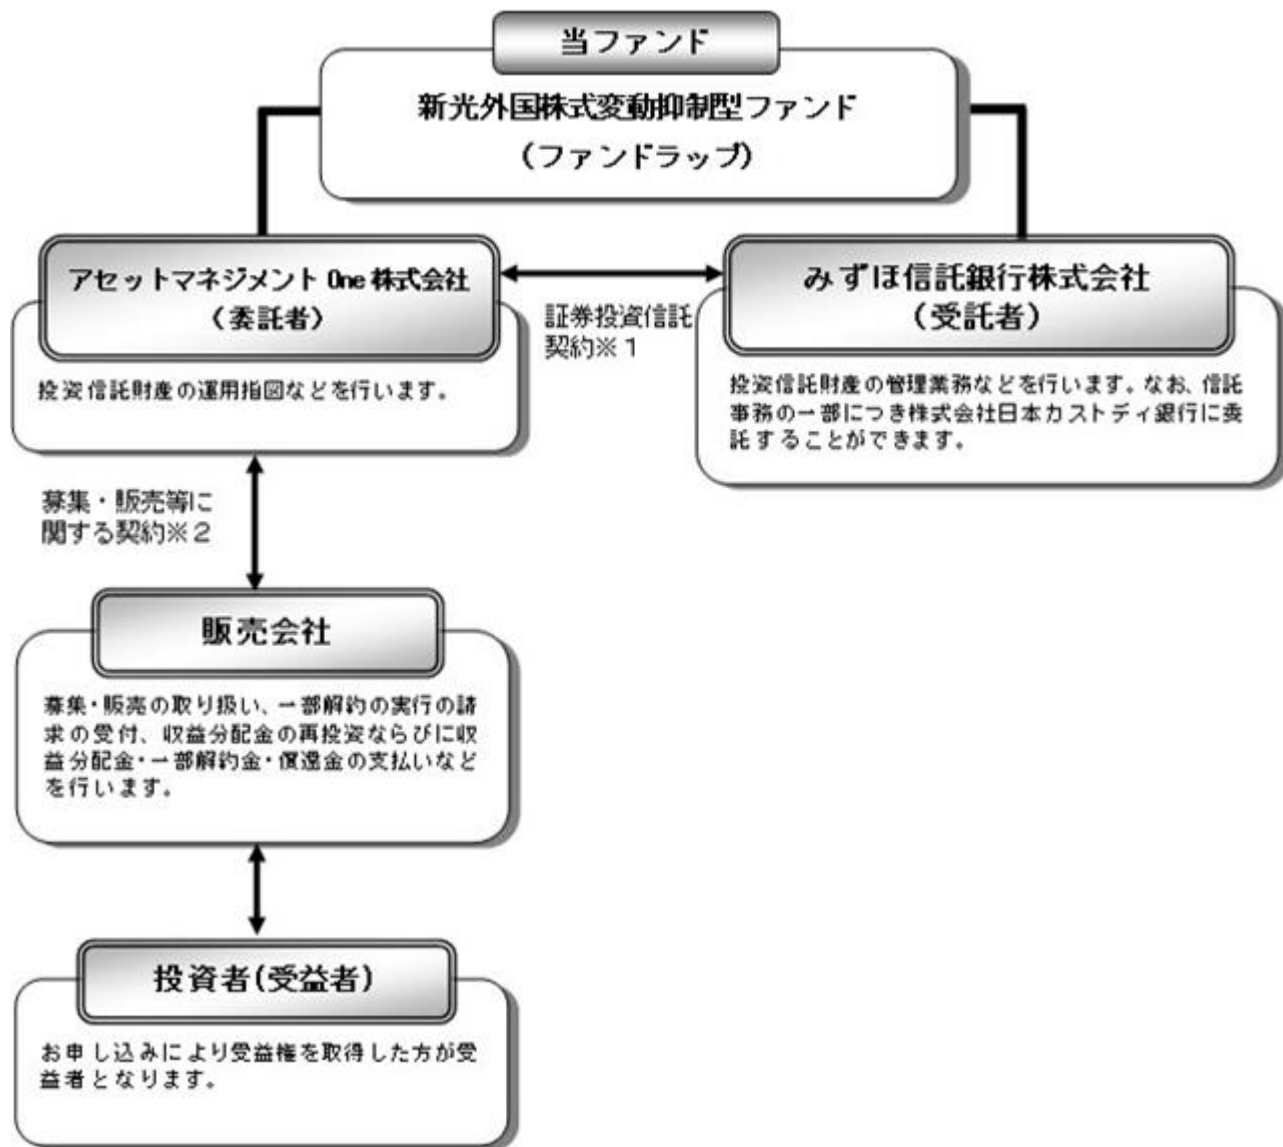 当ファンド
新光外国株式変動抑制型ファンド
（ファンドラップ）
アセットマネジメント One 株式会社
（委託者）
投資信託財産の運用指図などを行います。
証券投資信託
契約※１
みずほ信託銀行株式会社
（受託者）
投資信託財産の管理業務などを行います。なお、信託
事務の一部につき株式会社日本カストディ銀行に委
託することができます。
募集・販売等に
関する契約※２
販売会社
募集・販売の取り扱い、一部解約の実行の請
求の受付、収益分配金の再投資ならびに収
益分配金・一部解約金・償還金の支払いなど
を行います。
投資者(受益者)
お申し込みにより受益権を取得した方が受
益者となります。